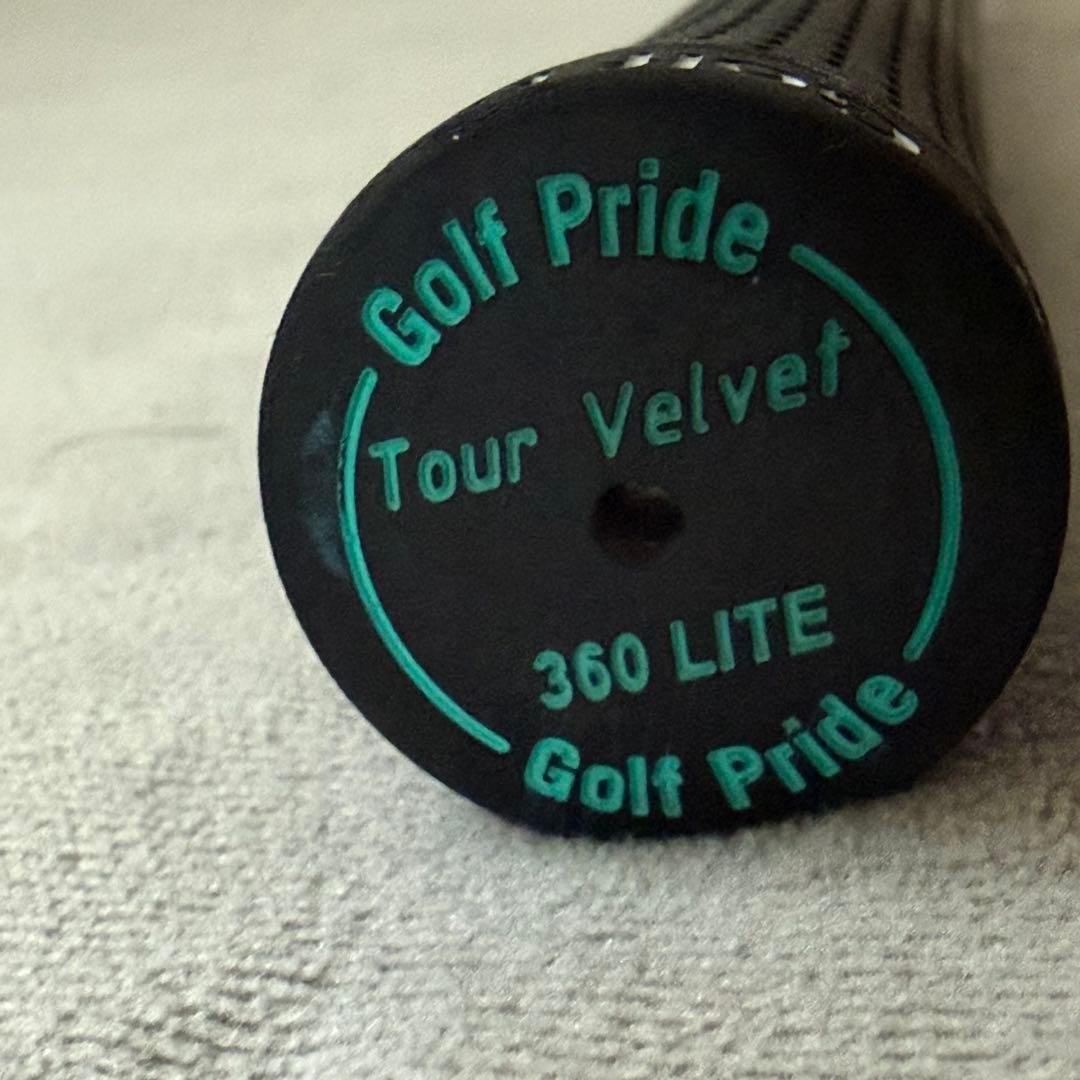 Golf Pride
Tour Velvet
360 LITE
Golf Pride